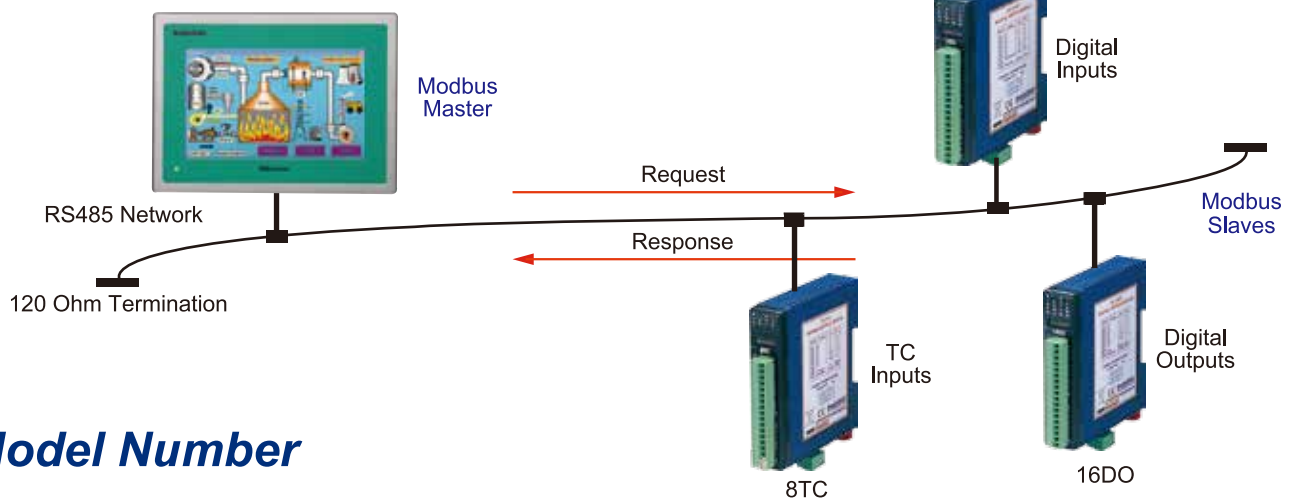 Digital
Inputs
Modbus
Master
Request
RS485 Network
Modbus
Slaves
Response
120 Ohm Termination
TC
Inputs
Digital
Outputs
odel Number
16DO
8TC